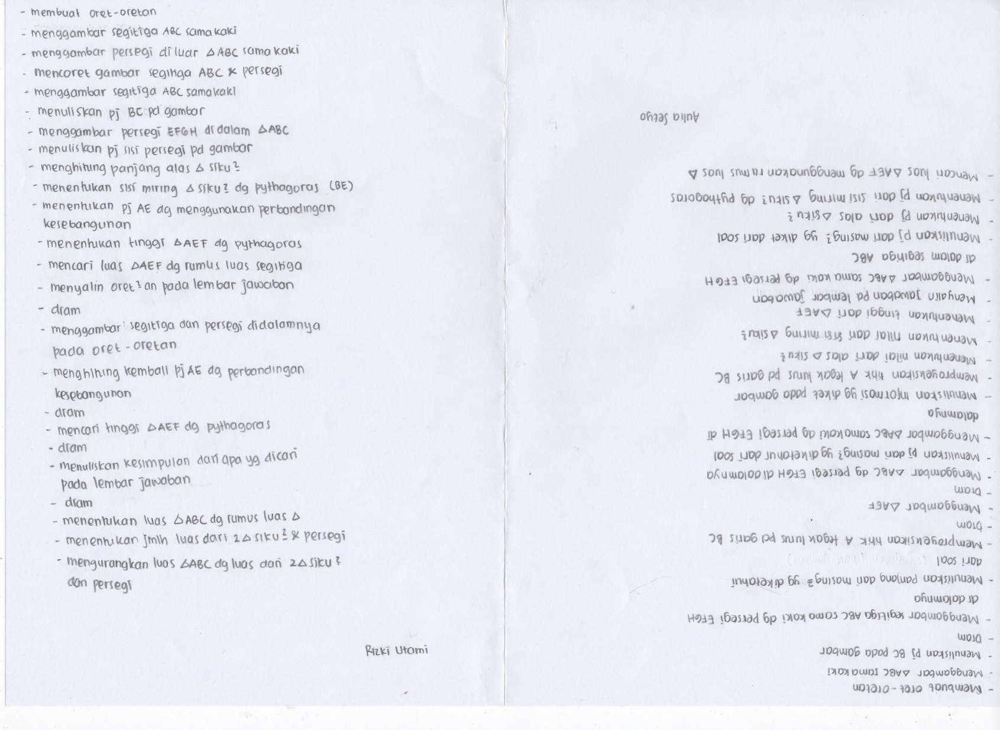 - membuat oret-oretan
- menggambar segitiga ABC sama kaki
- menggambar persegi di luar △ABC sama kaki
- mencoret gambar segitiga ABC & persegi
- menggambar segitiga ABC sama kaki
- menuliskan pj BC pd gambar
- menggambar persegi EFGH di dalam △ABC
- menuliskan pj sisi persegi pd gambar
- menghitung panjang alas △ siku²
- menentukan sisi miring △ siku² dg pythagoras (BE)
- menentukan pj AE dg menggunakan perbandingan
kesebangunan
- menentukan tinggi △AEF dg pythagoras
- mencari luas △AEF dg rumus luas segitiga
- menyalin oret²an pada lembar jawaban
- diam
- menggambar segitiga dan persegi didalamnya
pada oret-oretan
- menghitung kembali pj AE dg perbandingan
kesebangunan
- diam
- mencari tinggi △AEF dg pythagoras
- diam
- menuliskan kesimpulan dari apa yg dicari
pada lembar jawaban
- diam
- menentukan luas △ABC dg rumus luas △
- menentukan jmlh luas dari 2△ siku² & persegi
- mengurangkan luas △ABC dg luas dari 2△ siku²
dan persegi
Rizki Utami
- Membuat oret-oretan
- Menggambar △ABC sama kaki
- Menuliskan pj BC pada gambar
- Diam
- Menggambar segitiga ABC sama kaki dg persegi EFGH
di dalamnya
- Menuliskan panjang dari masing² yg diketahui
dari soal
- Memproyeksikan titik A tegak lurus pd garis BC
- Diam
- Menggambar △AEF
- Diam
- Menggambar △ABC dg persegi EFGH didalamnya
- Menuliskan pj dari masing² yg diketahui dari soal
- Menggambar △ABC sama kaki dg persegi EFGH di
dalamnya
- Menuliskan informasi yg diket pada gambar
- Memproyeksikan titik A tegak lurus pd garis BC
- Menentukan nilai dari alas △ siku²
- Menentukan nilai dari sisi miring △siku²
- Menentukan tinggi dari △AEF
- Menyalin jawaban pd lembar jawaban
- Menggambar △ABC sama kaki dg persegi EFGH
di dalam segitiga ABC
- Menuliskan pj dari masing² yg diket dari soal
- Menentukan pj dari alas △siku²
- Menentukan pj dari sisi miring △ siku² dg pythagoras
- Mencari luas △AEF dg menggunakan rumus luas △
Aulia Setyo